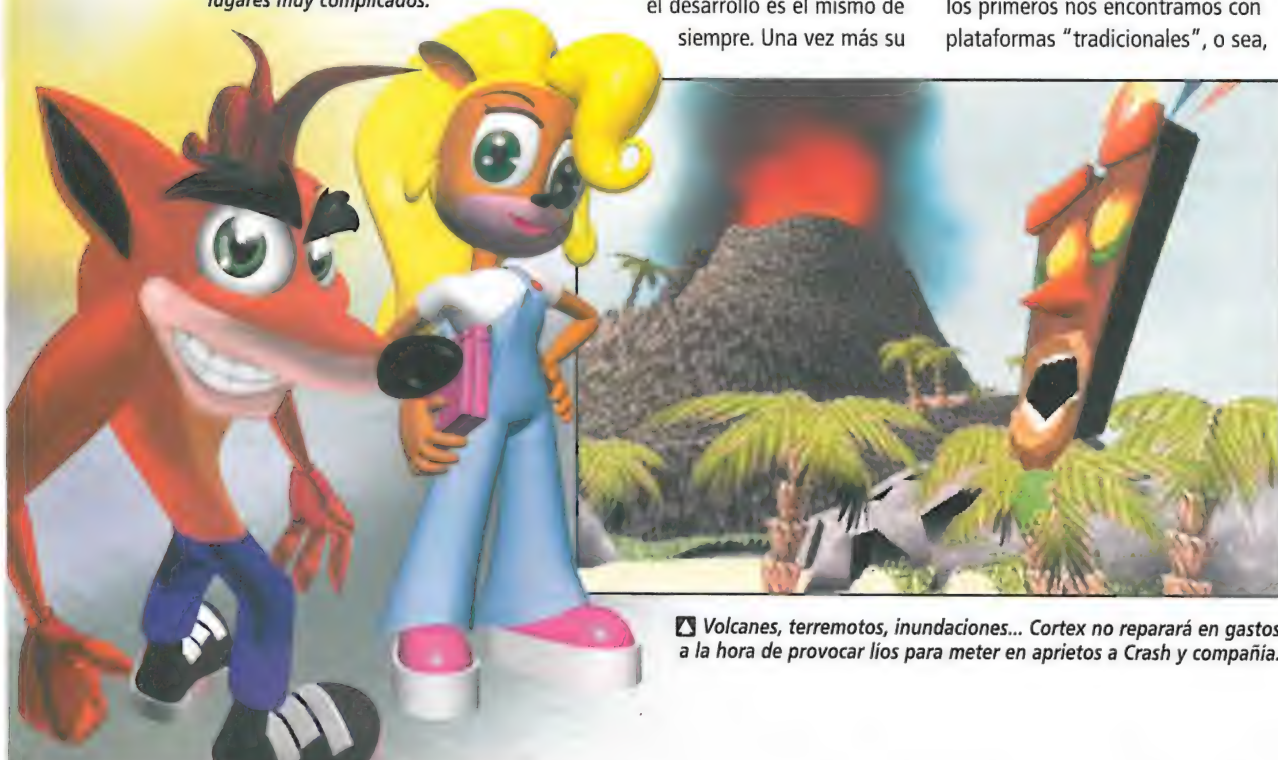 lugares muy complicados.
el desarrollo es el mismo de
siempre. Una vez más su
los primeros nos encontramos con
plataformas "tradicionales", o sea,
Volcanes, terremotos, inundaciones... Cortex no reparará en gastos
a la hora de provocar líos para meter en aprietos a Crash y compañía.